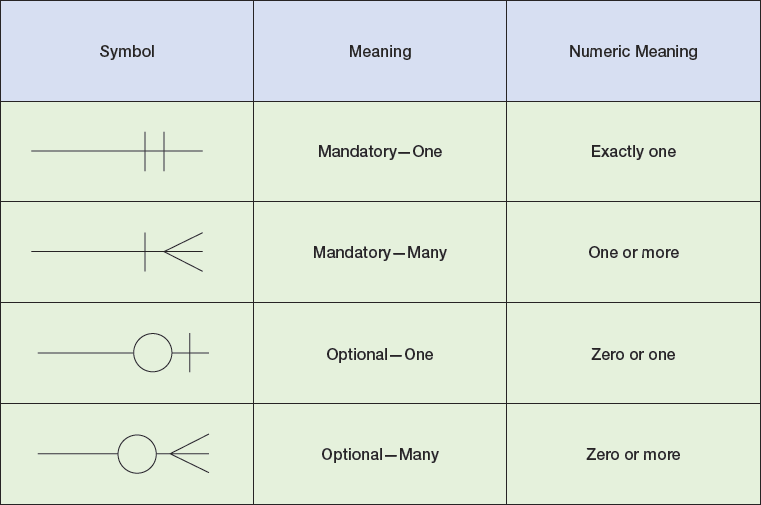 Symbol
Meaning
Numeric Meaning
Mandatory—One
Exactly one
Mandatory—Many
One or more
Optional—One
Zero or one
Optional—Many
Zero or more